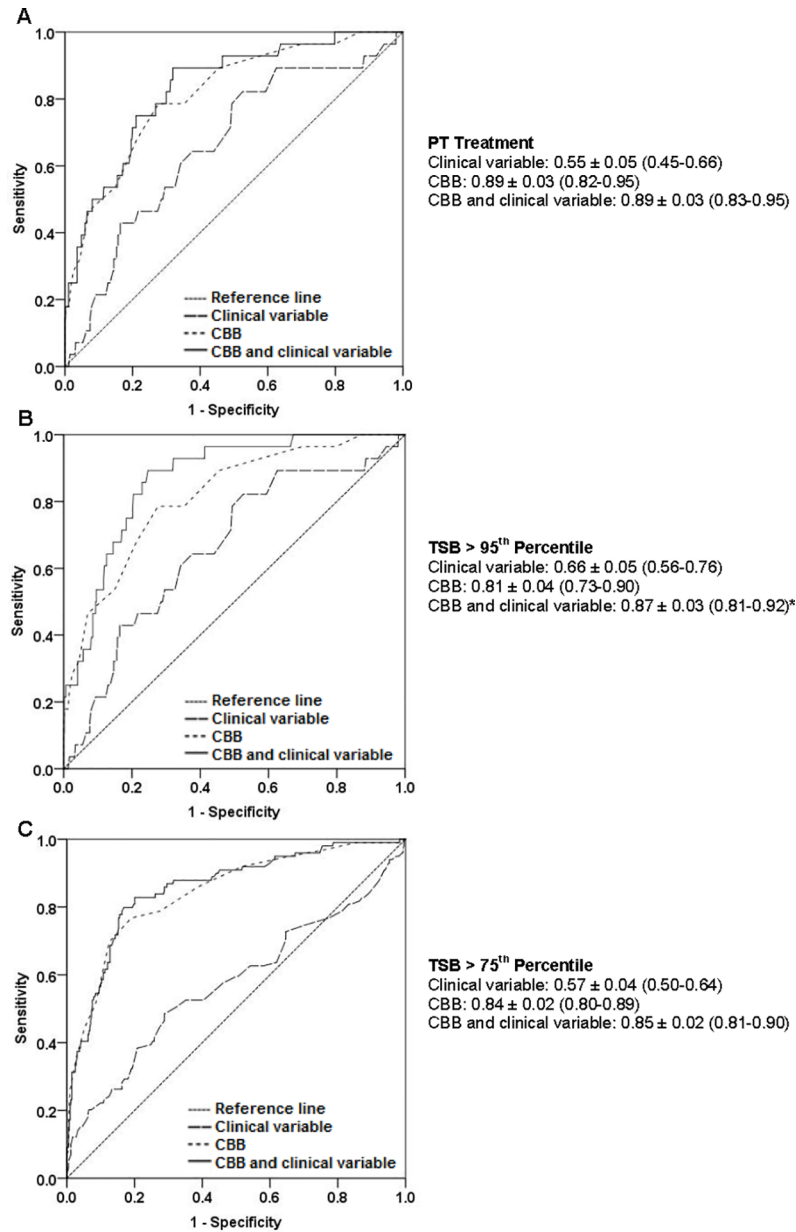 A
1.0
0.8
0.6
0.4
0.2
0.0
Sensitivity
Reference line
Clinical variable
CBB
CBB and clinical variable
0.0 0.2 0.4 0.6 0.8 1.0
1 - Specificity
PT Treatment
Clinical variable: 0.55 ± 0.05 (0.45-0.66)
CBB: 0.89 ± 0.03 (0.82-0.95)
CBB and clinical variable: 0.89 ± 0.03 (0.83-0.95)
B
1.0
0.8
0.6
0.4
0.2
0.0
Sensitivity
Reference line
Clinical variable
CBB
CBB and clinical variable
0.0 0.2 0.4 0.6 0.8 1.0
1 - Specificity
TSB > 95th Percentile
Clinical variable: 0.66 ± 0.05 (0.56-0.76)
CBB: 0.81 ± 0.04 (0.73-0.90)
CBB and clinical variable: 0.87 ± 0.03 (0.81-0.92)*
C
1.0
0.8
0.6
0.4
0.2
0.0
Sensitivity
Reference line
Clinical variable
CBB
CBB and clinical variable
0.0 0.2 0.4 0.6 0.8 1.0
1 - Specificity
TSB > 75th Percentile
Clinical variable: 0.57 ± 0.04 (0.50-0.64)
CBB: 0.84 ± 0.02 (0.80-0.89)
CBB and clinical variable: 0.85 ± 0.02 (0.81-0.90)